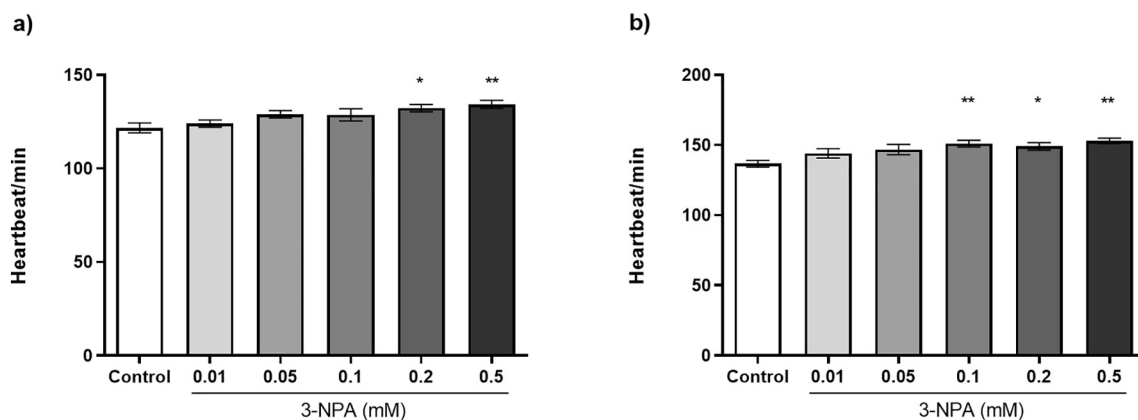 a)
Heartbeat/min
150
100
50
0
* **
Control 0.01 0.05 0.1 0.2 0.5
3-NPA (mM)
b)
Heartbeat/min
200
150
100
50
0
** * **
Control 0.01 0.05 0.1 0.2 0.5
3-NPA (mM)